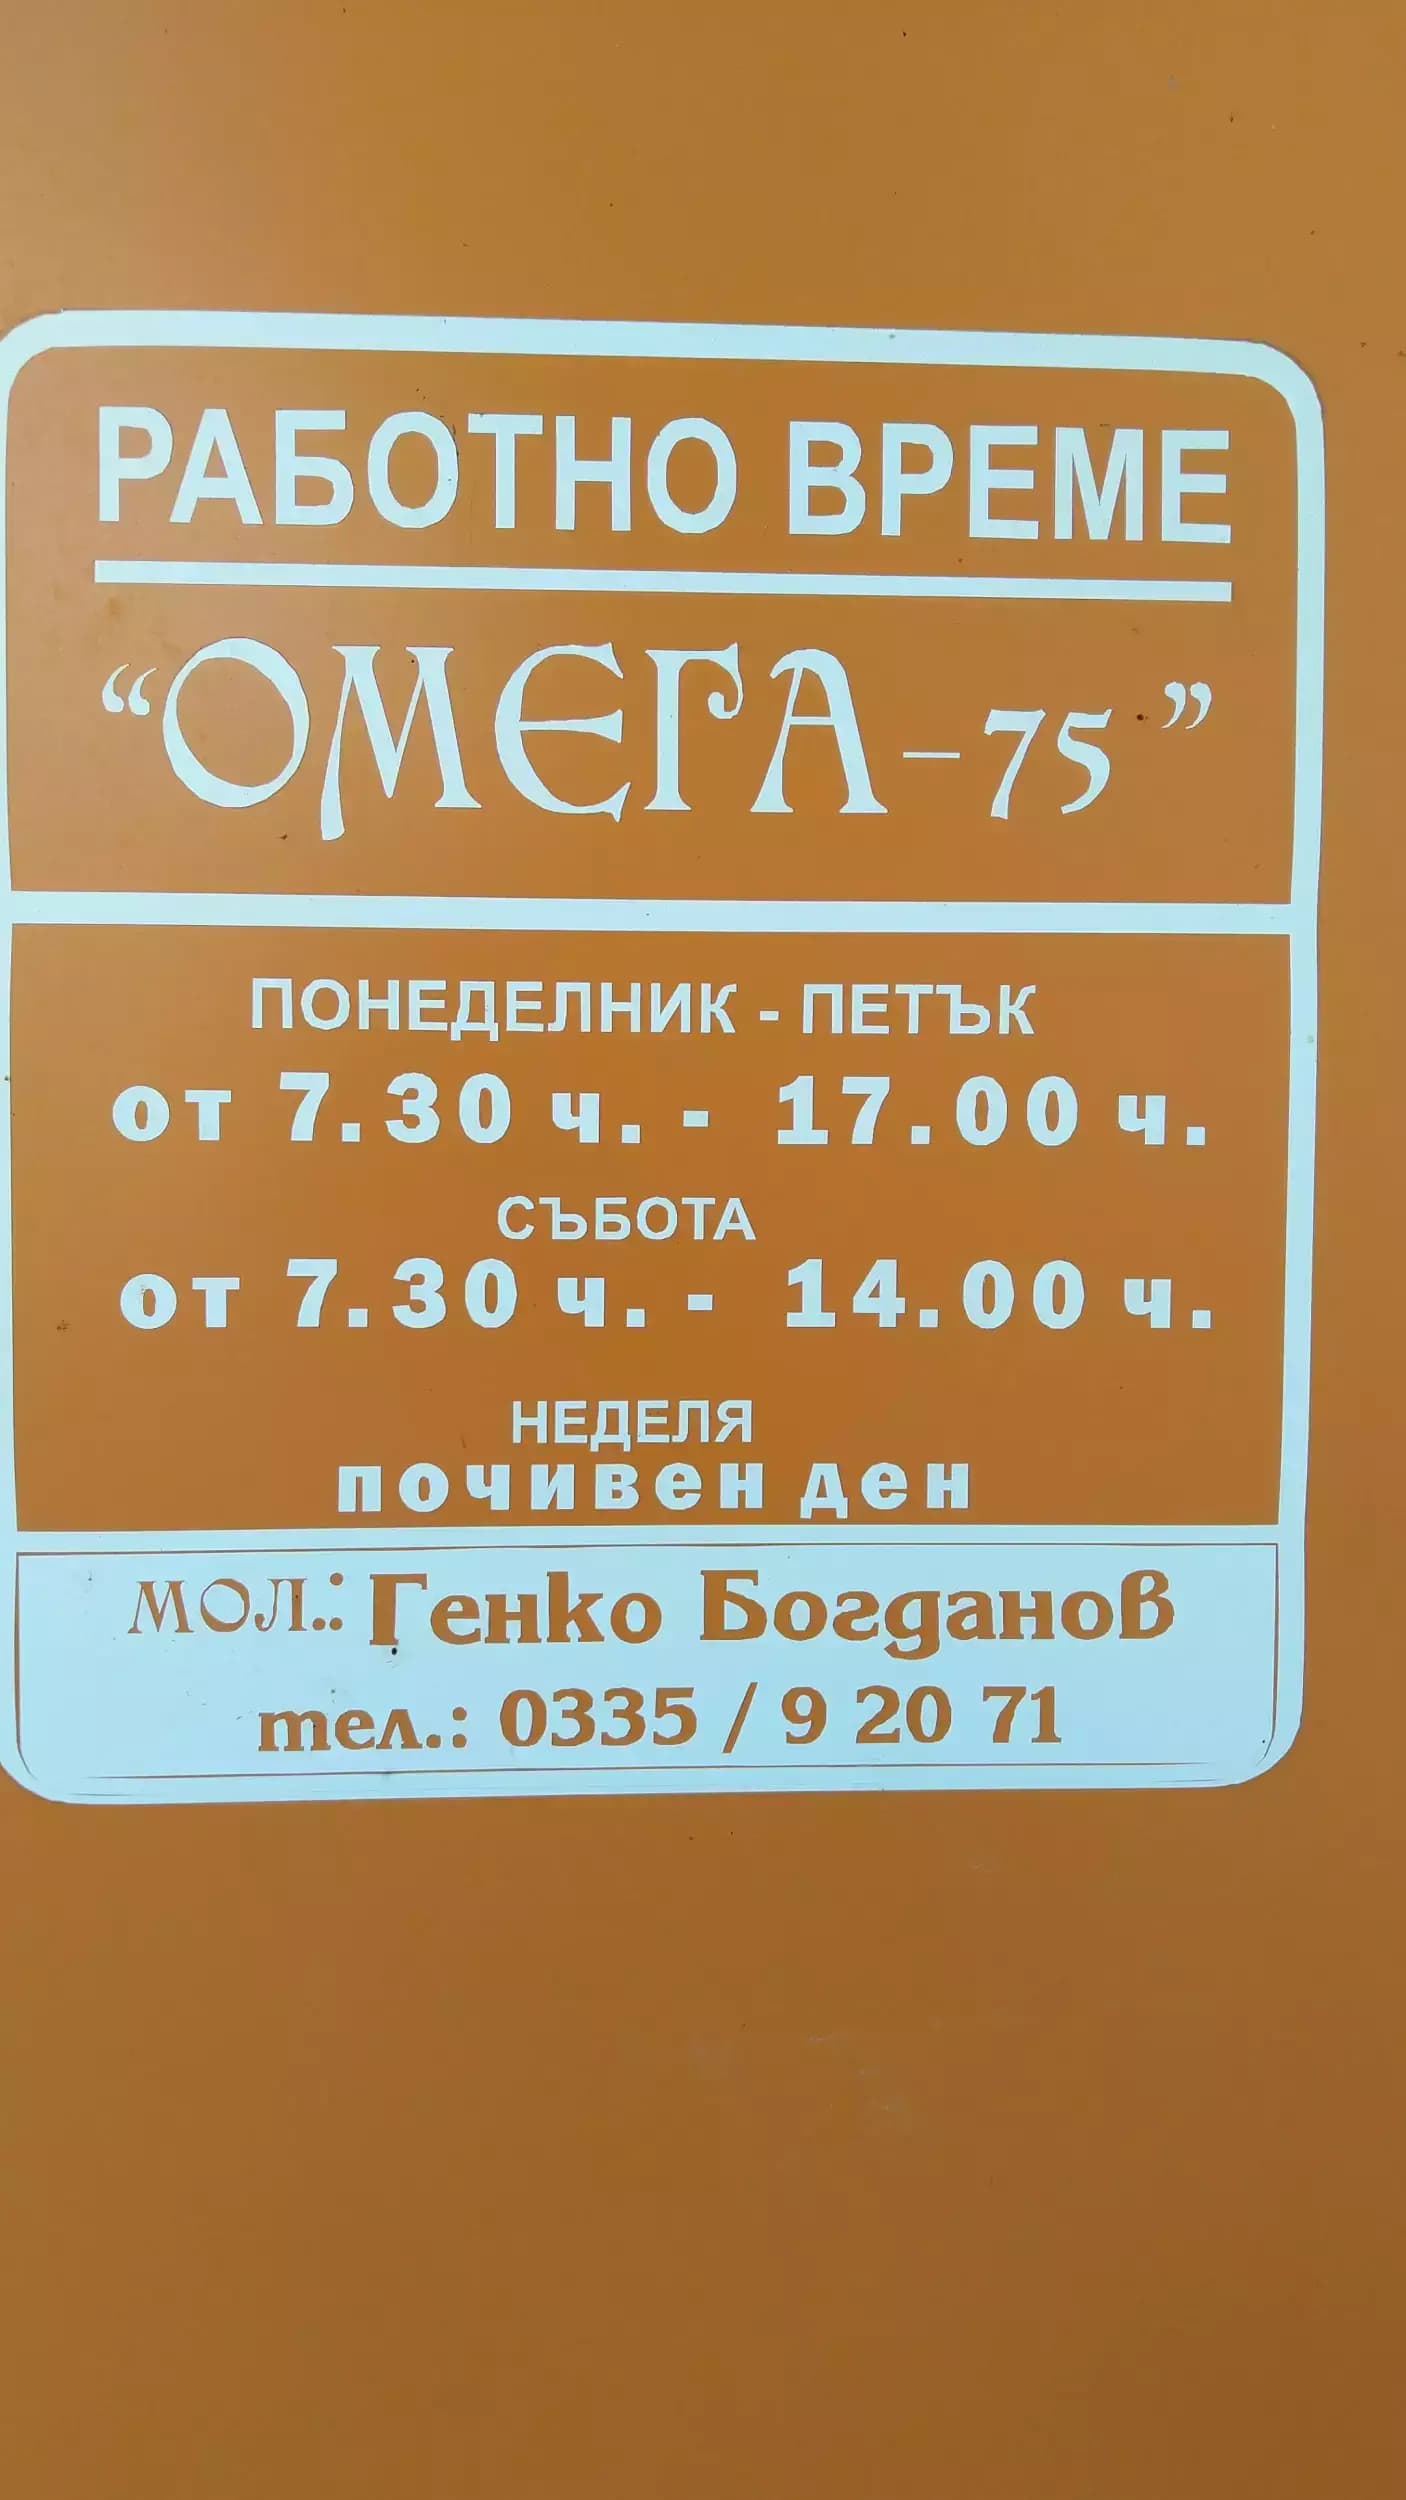 РАБОТНО ВРЕМЕ
“ОМЕГА – 75”
ПОНЕДЕЛНИК - ПЕТЪК
от 7.30 ч. - 17.00 ч.
СЪБОТА
от 7.30 ч. - 14.00 ч.
НЕДЕЛЯ
почивен ден
МОЛ.: Генко Богданов
тел.: 0335 / 9 20 71